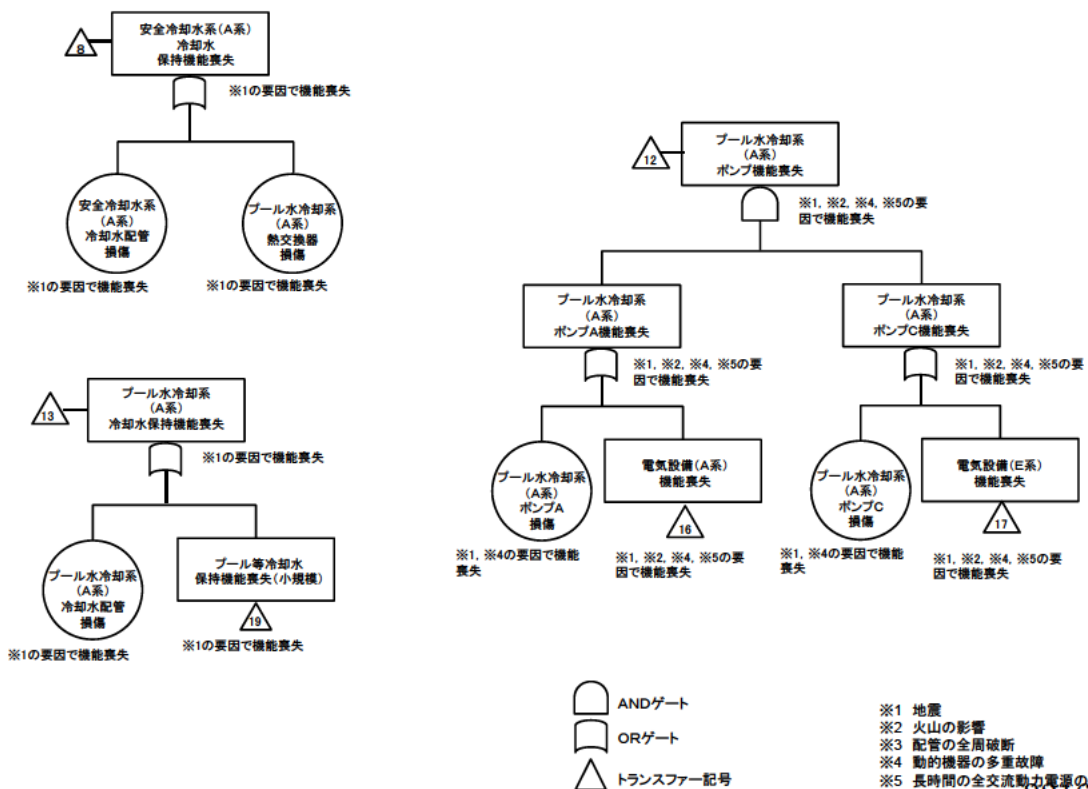 8
安全冷却水系(A系)
冷却水
保持機能喪失
※1の要因で機能喪失
安全冷却水系
(A系)
冷却水配管
損傷
※1の要因で機能喪失
プール水冷却系
(A系)
熱交換器
損傷
※1の要因で機能喪失
13
プール水冷却系
(A系)
冷却水保持機能喪失
※1の要因で機能喪失
プール水冷却系
(A系)
冷却水配管
損傷
※1の要因で機能喪失
プール等冷却水
保持機能喪失(小規模)
19
※1の要因で機能喪失
12
プール水冷却系
(A系)
ポンプ機能喪失
※1, ※2, ※4, ※5の要
因で機能喪失
プール水冷却系
(A系)
ポンプA機能喪失
※1, ※2, ※4, ※5の要
因で機能喪失
プール水冷却系
(A系)
ポンプA
損傷
※1, ※4の要因で機能
喪失
電気設備(A系)
機能喪失
16
※1, ※2, ※4, ※5の要
因で機能喪失
プール水冷却系
(A系)
ポンプC機能喪失
※1, ※2, ※4, ※5の要
因で機能喪失
プール水冷却系
(A系)
ポンプC
損傷
※1, ※4の要因で機能
喪失
電気設備(E系)
機能喪失
17
※1, ※2, ※4, ※5の要
因で機能喪失
ANDゲート
ORゲート
トランスファー記号
※1 地震
※2 火山の影響
※3 配管の全周破断
※4 動的機器の多重故障
※5 長時間の全交流動力電源の